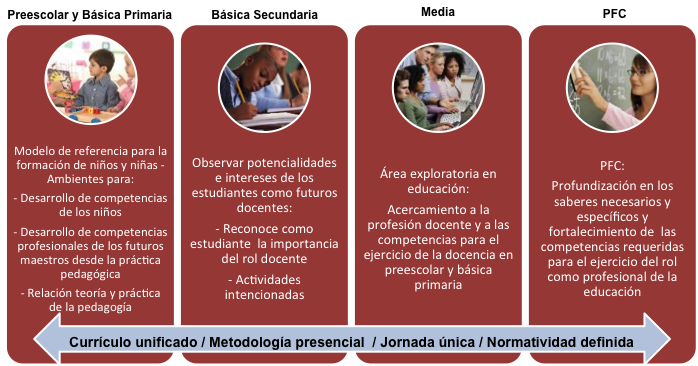 Preescolar y Básica Primaria
Básica Secundaria
Media
PFC
Modelo de referencia para la
formación de niños y niñas -
Ambientes para:
- Desarrollo de competencias
de los niños
- Desarrollo de competencias
profesionales de los futuros
maestros desde la práctica
pedagógica
- Relación teoría y práctica
de la pedagogía
Observar potencialidades
e intereses de los
estudiantes como futuros
docentes:
- Reconoce como
estudiante la importancia
del rol docente
- Actividades
intencionadas
Área exploratoria en
educación:
Acercamiento a la
profesión docente y a las
competencias para el
ejercicio de la docencia en
preescolar y básica
primaria
PFC:
Profundización en los
saberes necesarios y
específicos y
fortalecimiento de las
competencias requeridas
para el ejercicio del rol
como profesional de la
educación
Currículo unificado / Metodología presencial / Jornada única / Normatividad definida